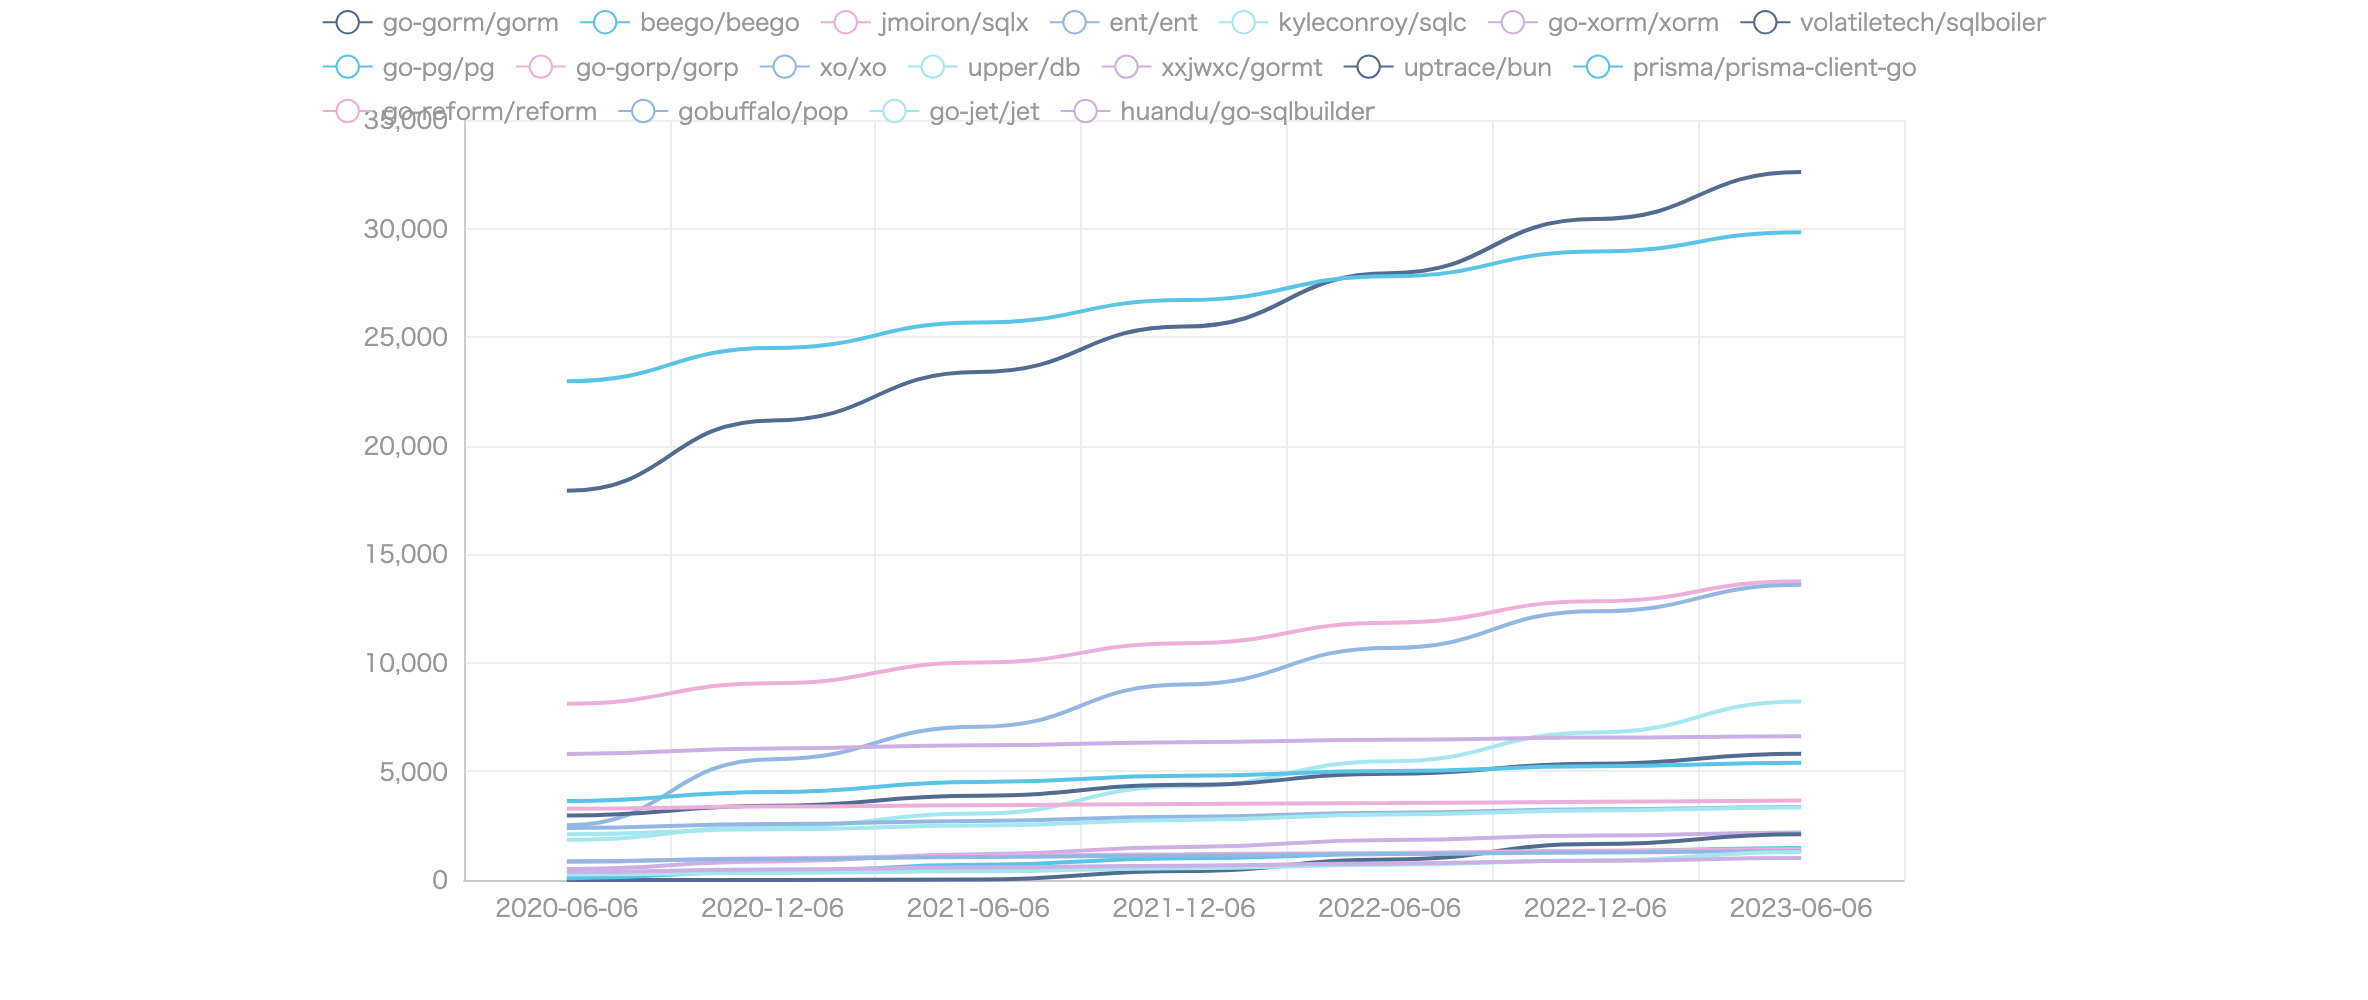 go-gorm/gorm beego/beego jmoiron/sqlx ent/ent kyleconroy/sqlc go-xorm/xorm volatiletech/sqlboiler
go-pg/pg go-gorp/gorp xo/xo upper/db xxjwxc/gormt uptrace/bun prisma/prisma-client-go
go-reform/reform gobuffalo/pop go-jet/jet huandu/go-sqlbuilder
35,000
30,000
25,000
20,000
15,000
10,000
5,000
0
2020-06-06 2020-12-06 2021-06-06 2021-12-06 2022-06-06 2022-12-06 2023-06-06